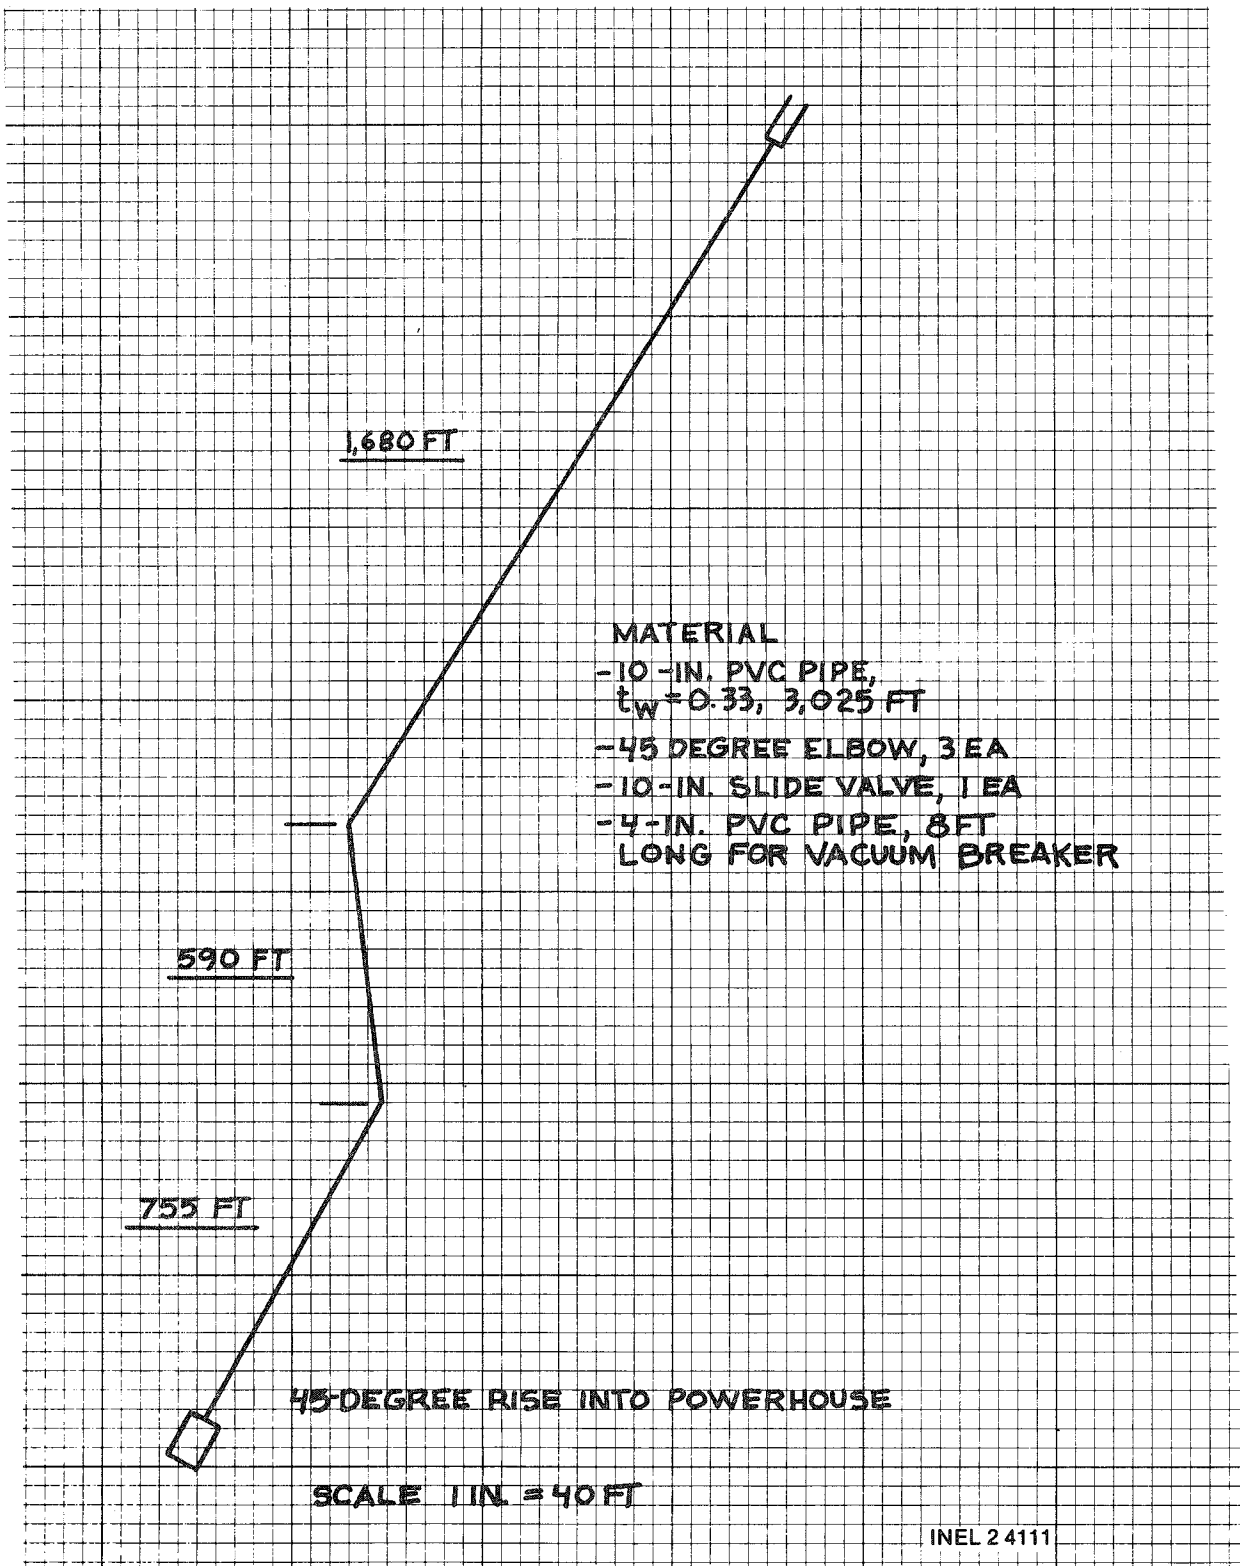 1,680 FT
MATERIAL
-10-IN. PVC PIPE,
tw = 0.33, 3,025 FT
-45 DEGREE ELBOW, 3 EA
-10-IN. SLIDE VALVE, 1 EA
-4-IN. PVC PIPE, 8 FT
LONG FOR VACUUM BREAKER
590 FT
755 FT
45-DEGREE RISE INTO POWERHOUSE
SCALE 1 IN. = 40 FT
INEL 2 4111